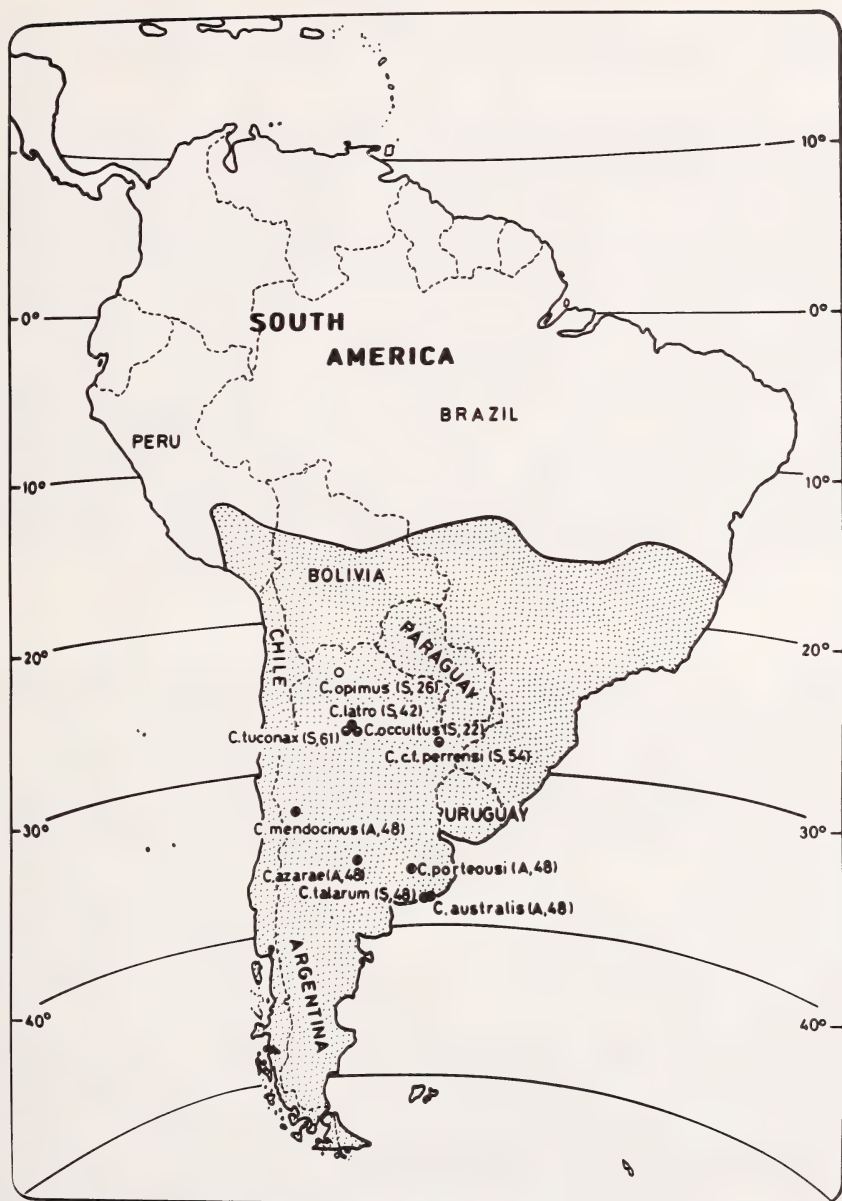 10°
0°
0°
SOUTH
AMERICA
BRAZIL
PERU
10°
10°
BOLIVIA
PARAGUAY
CHILE
20°
20°
C.opimus (S,26)
C.latro (S,42)
C.tuconax (S,61)
C.occultus (S,22)
C.c.f. perrensi (S,54)
URUGUAY
30°
30°
C.mendocinus (A,48)
C.azarae (A,48)
C.porteousi (A,48)
C.talarum (S,48)
C.australis (A,48)
ARGENTINA
40°
40°